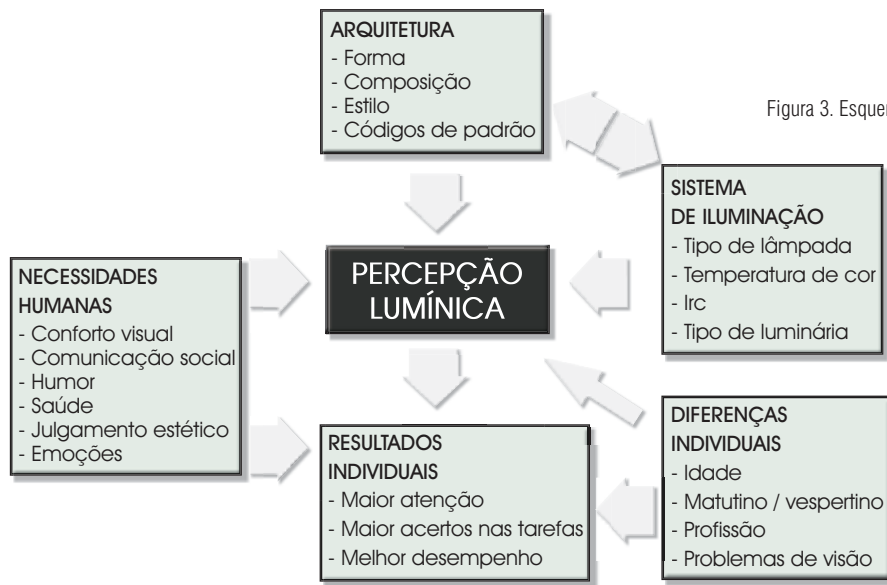 ARQUITETURA
- Forma
- Composição
- Estilo
- Códigos de padrão
Figura 3. Esquer
SISTEMA
DE ILUMINAÇÃO
- Tipo de lâmpada
- Temperatura de cor
- Irc
- Tipo de luminária
PERCEPÇÃO
LUMÍNICA
NECESSIDADES
HUMANAS
- Conforto visual
- Comunicação social
- Humor
- Saúde
- Julgamento estético
- Emoções
RESULTADOS
INDIVIDUAIS
- Maior atenção
- Maior acertos nas tarefas
- Melhor desempenho
DIFERENÇAS
INDIVIDUAIS
- Idade
- Matutino / vespertino
- Profissão
- Problemas de visão